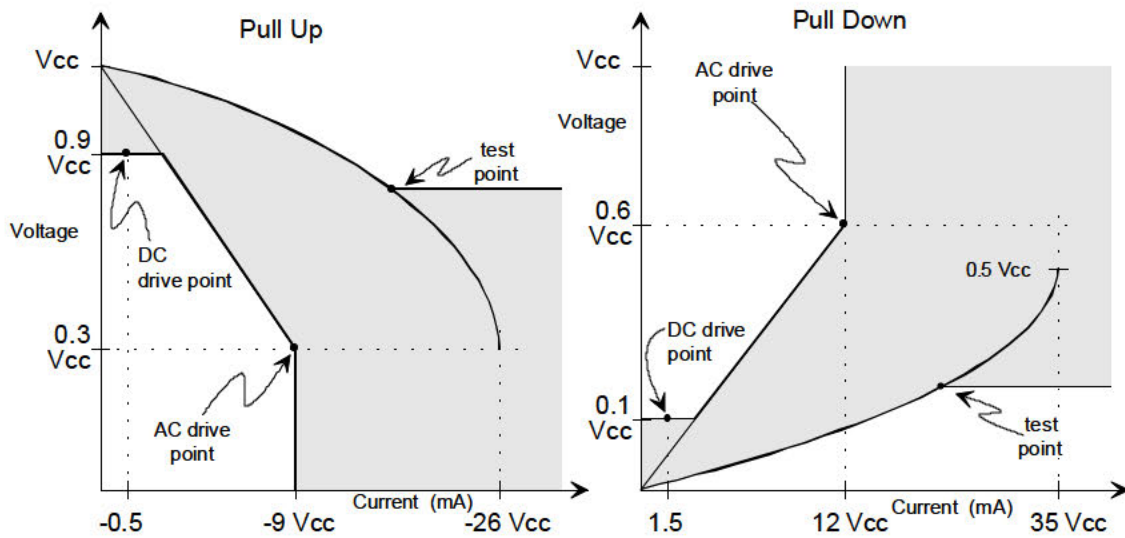 Pull Up
Vcc
0.9
Vcc
Voltage
0.3
Vcc
test
point
DC
drive point
AC drive
point
Current (mA)
-0.5
-9 Vcc
-26 Vcc
Pull Down
Vcc
Voltage
AC drive
point
0.6
Vcc
0.5 Vcc
DC drive
point
0.1
Vcc
test
point
Current (mA)
1.5
12 Vcc
35 Vcc